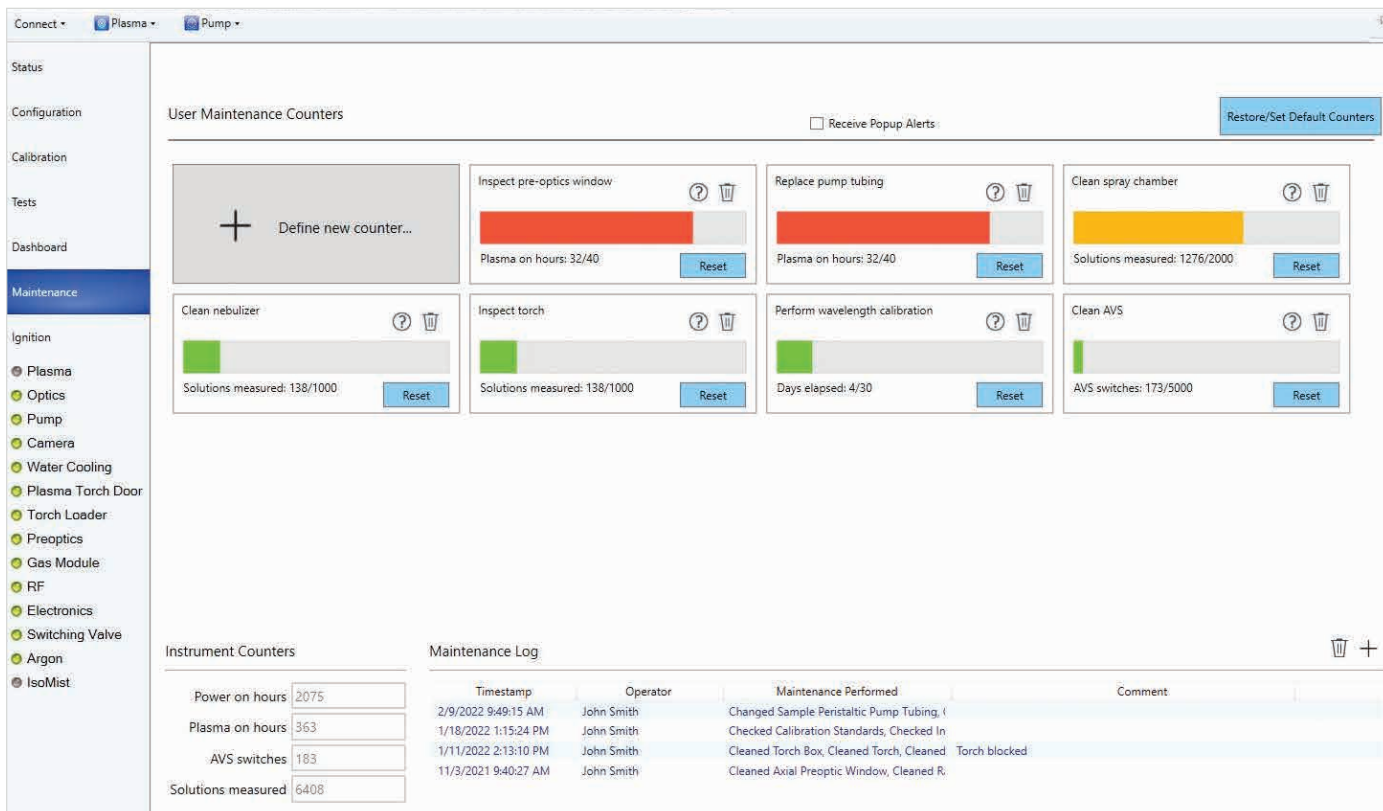 Connect
Plasma
Pump
Status
Configuration
Calibration
Tests
Dashboard
Maintenance
Ignition
Plasma
Optics
Pump
Camera
Water Cooling
Plasma Torch Door
Torch Loader
Preoptics
Gas Module
RF
Electronics
Switching Valve
Argon
IsoMist
User Maintenance Counters
Receive Popup Alerts
Restore/Set Default Counters
Define new counter...
Inspect pre-optics window
Plasma on hours: 32/40
Reset
Replace pump tubing
Plasma on hours: 32/40
Reset
Clean spray chamber
Solutions measured: 1276/2000
Reset
Clean nebulizer
Solutions measured: 138/1000
Reset
Inspect torch
Solutions measured: 138/1000
Reset
Perform wavelength calibration
Days elapsed: 4/30
Reset
Clean AVS
AVS switches: 173/5000
Reset
Instrument Counters
Power on hours 2075
Plasma on hours 363
AVS switches 183
Solutions measured 6408
Maintenance Log
Timestamp Operator Maintenance Performed Comment
2/9/2022 9:49:15 AM John Smith Changed Sample Peristaltic Pump Tubing,
1/18/2022 1:15:24 PM John Smith Checked Calibration Standards, Checked In
1/11/2022 2:13:10 PM John Smith Cleaned Torch Box, Cleaned Torch, Cleaned Torch blocked
11/3/2021 9:40:27 AM John Smith Cleaned Axial Preoptic Window, Cleaned R